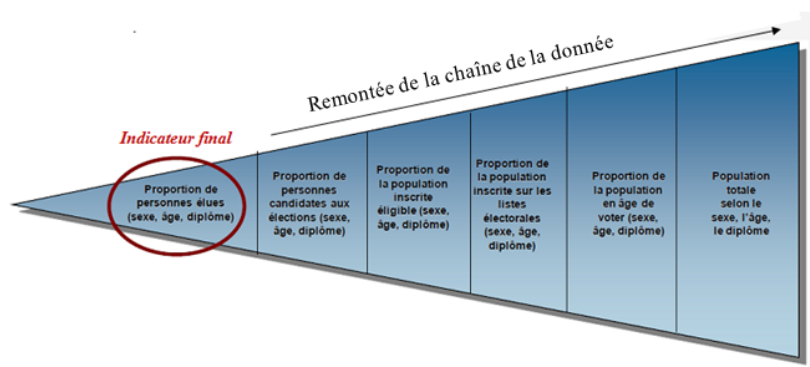 Remontée de la chaîne de la donnée
Indicateur final
Proportion de
personnes élues
(sexe, âge, diplôme)
Proportion de
personnes
candidates aux
élections (sexe,
âge, diplôme)
Proportion de
la population
inscrite
éligible (sexe,
âge, diplôme)
Proportion de
la population
inscrite sur les
listes
électorales
(sexe, âge,
diplôme)
Proportion de
la population
en âge de
voter (sexe,
âge, diplôme)
Population
totale
selon le
sexe, l'âge,
le diplôme